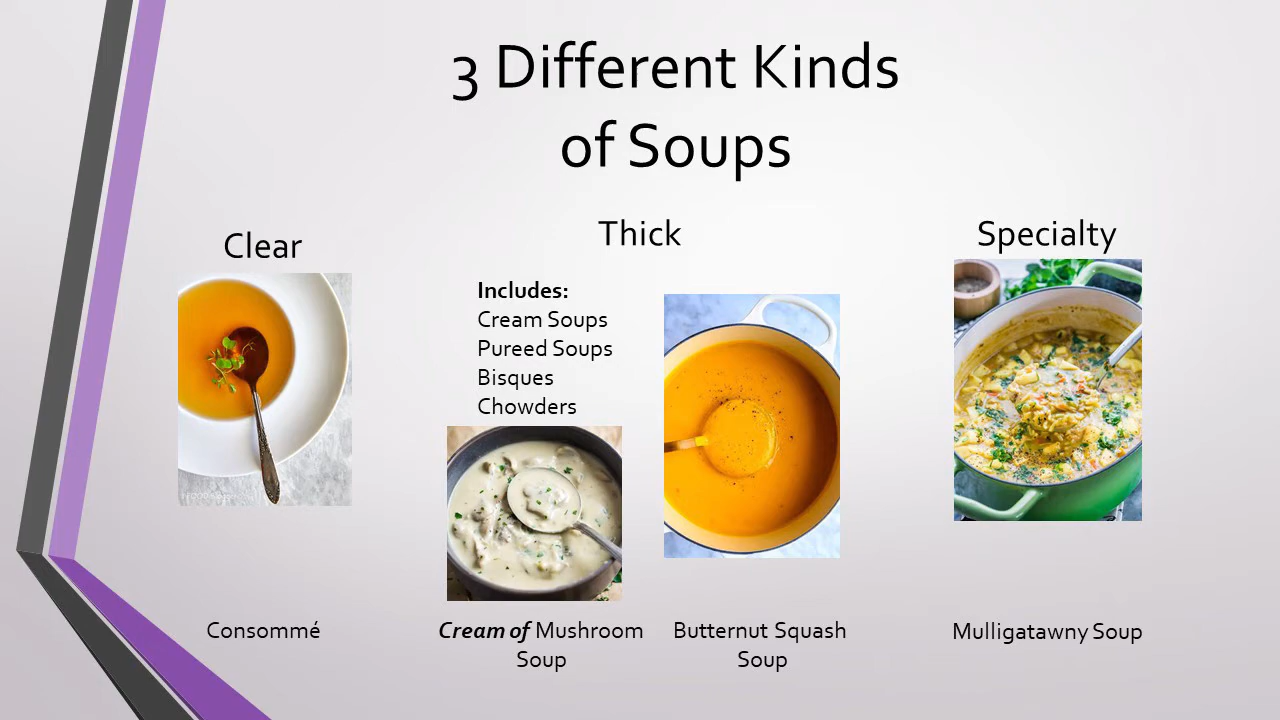 3 Different Kinds
of Soups
Clear
Thick
Specialty
Includes:
Cream Soups
Pureed Soups
Bisques
Chowders
Consommé
Cream of Mushroom
Soup
Butternut Squash
Soup
Mulligatawny Soup